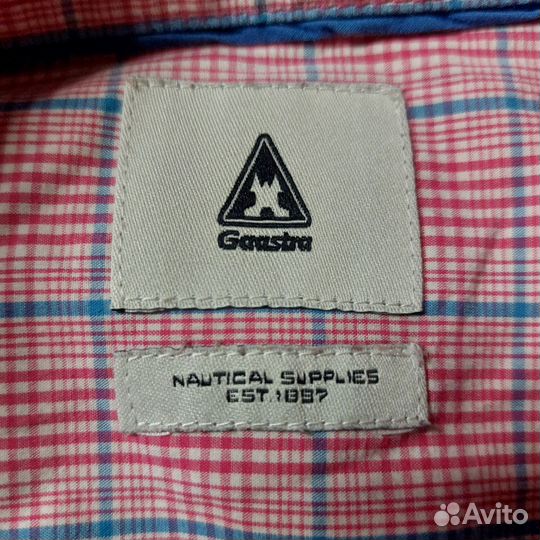 Gaastra
NAUTICAL SUPPLIES
EST. 1897
Avito